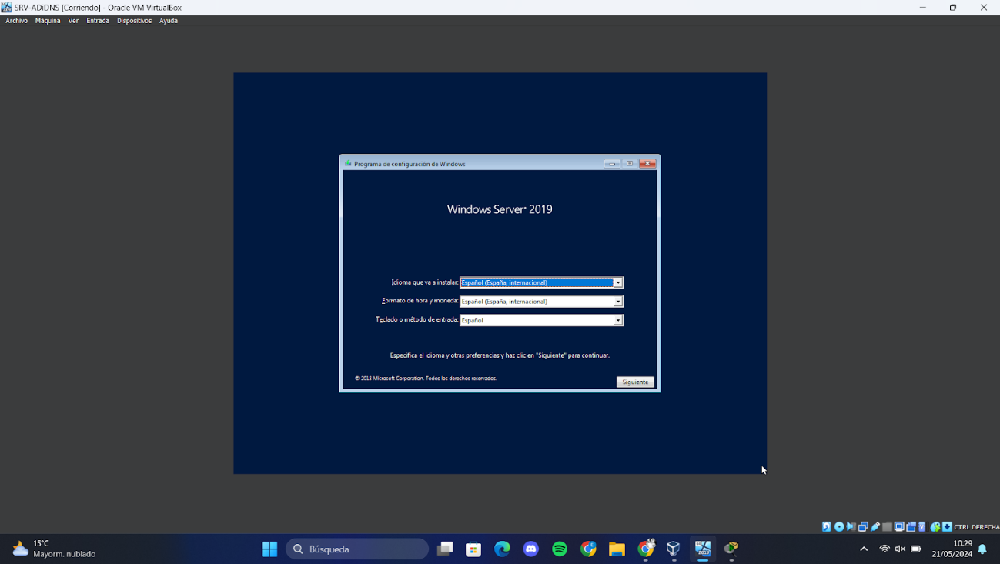 SRV-ADiDNS [Corriendo] - Oracle VM VirtualBox
Archivo Máquina Ver Entrada Dispositivos Ayuda
Programa de configuración de Windows
Windows Server 2019
Idioma que va a instalar: Español (España, internacional)
Formato de hora y moneda: Español (España, internacional)
Teclado o método de entrada: Español
Especifica el idioma y otras preferencias y haz clic en "Siguiente" para continuar.
© 2018 Microsoft Corporation. Todos los derechos reservados.
Siguiente
CTRL DERECHA
15°C
Mayorm. nublado
Búsqueda
2019
10:29
21/05/2024